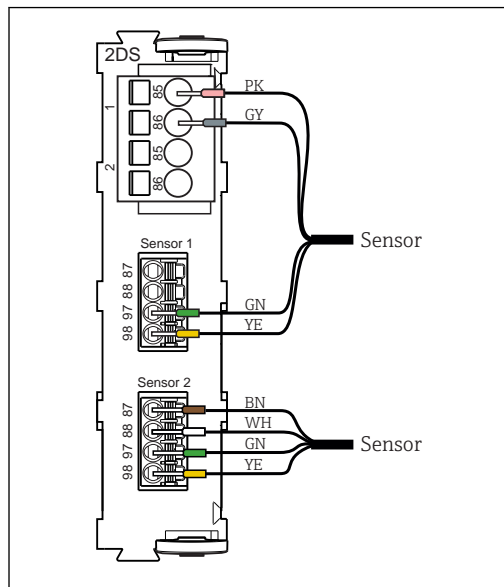 2DS
1
85
PK
86
GY
2
85
86
Sensor
Sensor 1
87
88
97
GN
98
YE
Sensor 2
87
BN
88
WH
97
GN
Sensor
98
YE